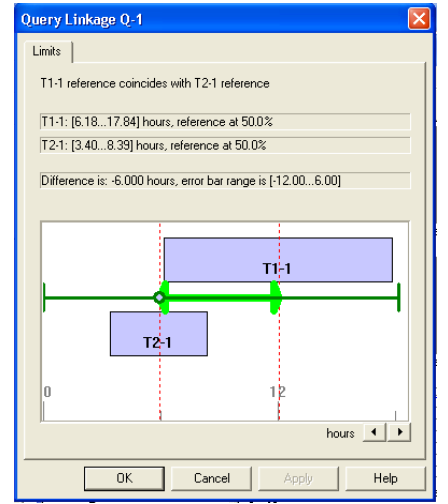 Query Linkage Q-1
Limits
T1-1 reference coincides with T2-1 reference
T1-1: [6.18...17.84] hours, reference at 50.0%
T2-1: [3.40...8.39] hours, reference at 50.0%
Difference is: -6.000 hours, error bar range is [-12.00...6.00]
T1-1
T2-1
0 12
hours
OK Cancel Apply Help